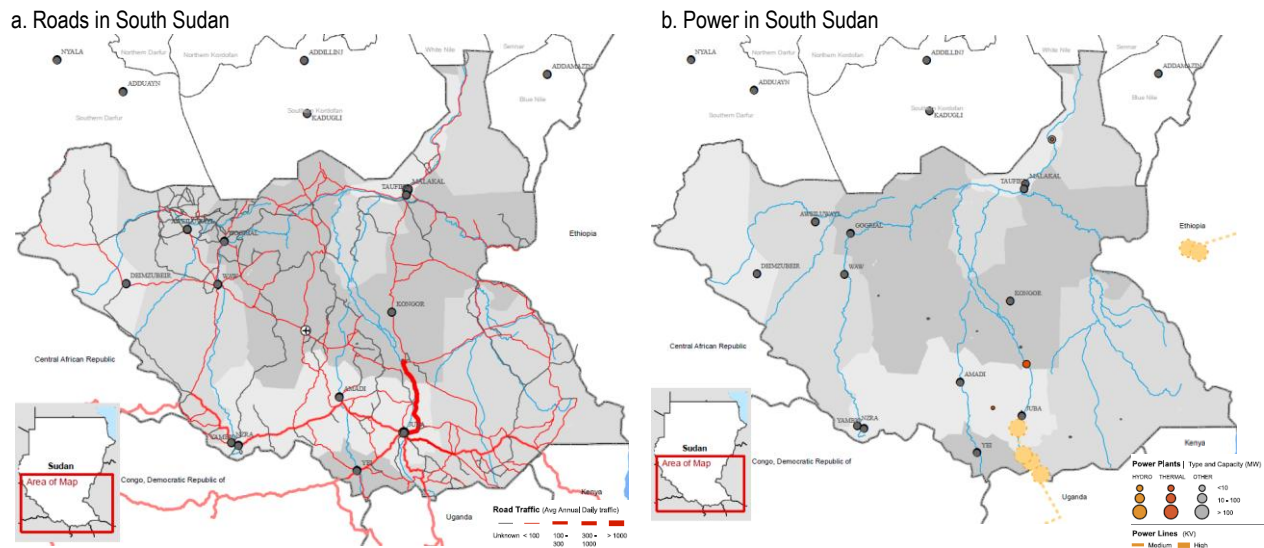 a. Roads in South Sudan
NYALA
Northern Darfur
Northern Kordofan
ADDILLINJ
White Nile
Sennar
ADDAMAZIN
ADDUAYN
Blue Nile
Southern Darfur
Southern Kordofan
KADUGLI
MALAKAL
TAUFIKIA
GOGRIAL
Ethiopia
DEIMZUBEIR
WAW
KONGOR
Central African Republic
AMADI
JUBA
YAMBIO
NZRA
YEI
Sudan
Area of Map
Congo, Democratic Republic of
Kenya
Uganda
Road Traffic (Avg Annual Daily traffic)
Unknown < 100 100 - 300 300 - 1000 > 1000
b. Power in South Sudan
NYALA
Northern Darfur
Northern Kordofan
ADDILLINJ
White Nile
Sennar
ADDAMAZIN
ADDUAYN
Blue Nile
Southern Darfur
Southern Kordofan
KADUGLI
MALAKAL
GOGRIAL
Ethiopia
DEIMZUBEIR
WAW
KONGOR
Central African Republic
AMADI
JUBA
NZRA
YEI
Sudan
Area of Map
Congo, Democratic Republic of
Kenya
Uganda
Power Plants | Type and Capacity (MW)
HYDRO THERMAL OTHER
<10
10 - 100
> 100
Power Lines (KV)
Medium High